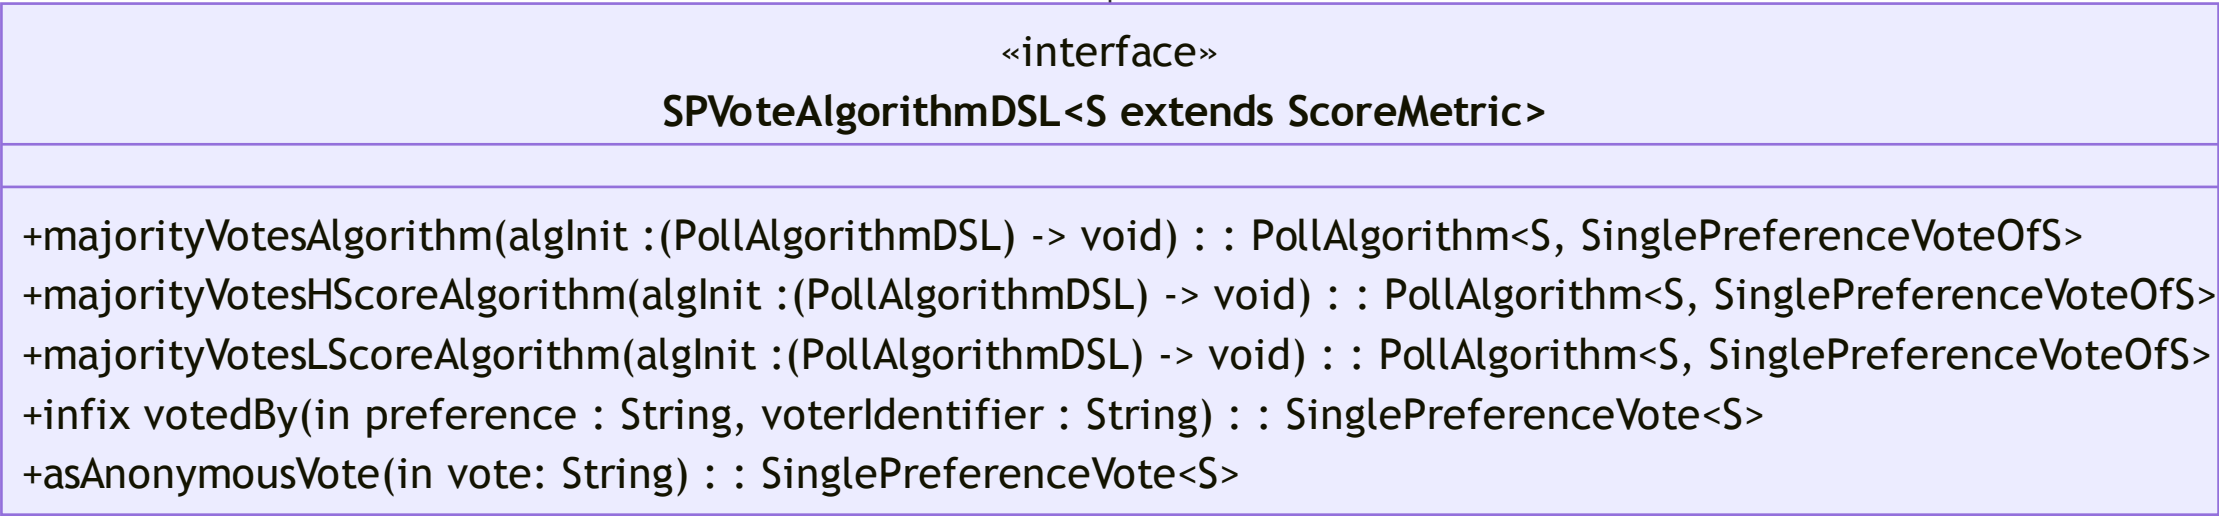 «interface»
SPVoteAlgorithmDSL<S extends ScoreMetric>
+majorityVotesAlgorithm(algInit :(PollAlgorithmDSL) -> void) : : PollAlgorithm<S, SinglePreferenceVoteOfS>
+majorityVotesHScoreAlgorithm(algInit :(PollAlgorithmDSL) -> void) : : PollAlgorithm<S, SinglePreferenceVoteOfS>
+majorityVotesLScoreAlgorithm(algInit :(PollAlgorithmDSL) -> void) : : PollAlgorithm<S, SinglePreferenceVoteOfS>
+infix votedBy(in preference : String, voterIdentifier : String) : : SinglePreferenceVote<S>
+asAnonymousVote(in vote: String) : : SinglePreferenceVote<S>